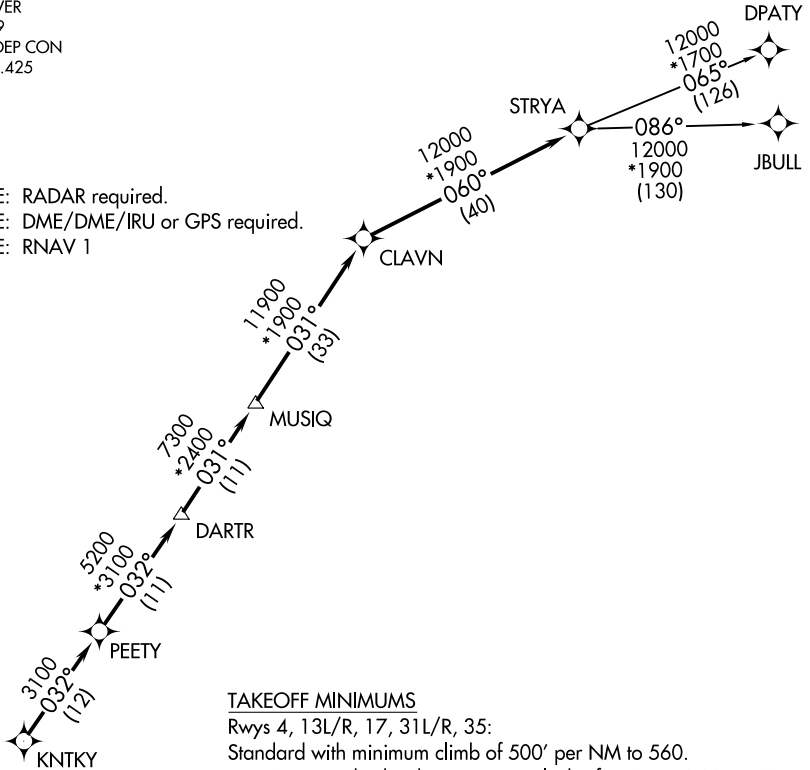 VER
9
DEP CON
.425
DPATY
12000
*1700
065°
(126)
STRYA
086°
12000
*1900
(130)
JBULL
12000
*1900
060°
(40)
E: RADAR required.
E: DME/DME/IRU or GPS required.
E: RNAV 1
CLAVN
11900
*1900
031°
(33)
MUSIQ
7300
*2400
031°
(11)
DARTR
5200
*3100
032°
(11)
PEETY
3100
032°
(12)
KNTKY
TAKEOFF MINIMUMS
Rwys 4, 13L/R, 17, 31L/R, 35:
Standard with minimum climb of 500' per NM to 560.